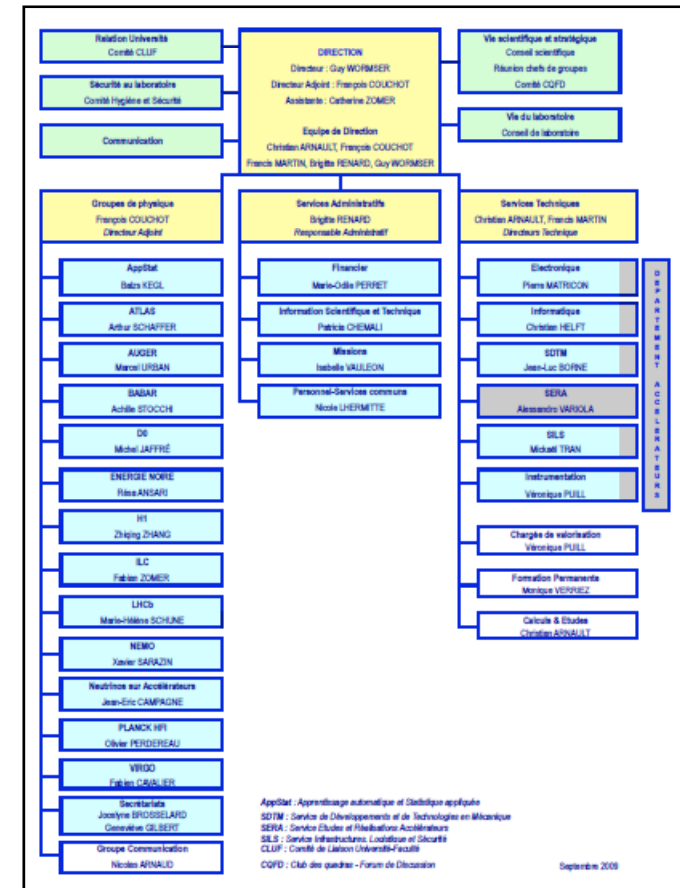 Relation Université
Comité CLUF
Sécurité au laboratoire
Comité Hygiène et Sécurité
Communication
DIRECTION
Directeur : Guy WORMSER
Directeur Adjoint : François COUCHOT
Assistante : Catherine ZOMER
Equipe de Direction
Christian ARNAULT, François COUCHOT
Francis MARTIN, Brigitte RENARD, Guy WORMSER
Vie scientifique et stratégique
Conseil scientifique
Réunion chefs de groupes
Comité CQFD
Vie du laboratoire
Conseil de laboratoire
Groupes de physique
François COUCHOT
Directeur Adjoint
AppStat
Balzs KEGL
ATLAS
Arthur SCHAFFER
AUGER
Marcel URBAN
BABAR
Achille STOCCHI
D0
Michel JAFFRÉ
ENERGIE NOIRE
Réza ANSARI
H1
Zhiqing ZHANG
ILC
Fabian ZOMER
LHCb
Marie-Hélène SCHUNE
NEMO
Xavier SARAZIN
Neutrinos sur Accélérateurs
Jean-Eric CAMPAGNE
PLANCK HFI
Olivier PERDEREAU
VIRGO
Fabien CAVALIER
Secrétariats
Jocelyne BROSSELARD
Geneviève GILBERT
Groupe Communication
Nicolas ARNAUD
Services Administratifs
Brigitte RENARD
Responsable Administratif
Financier
Marie-Odile PERRET
Information Scientifique et Technique
Patricia CHEMALI
Missions
Isabelle VAULEON
Personnel-Services communs
Nicole LHERMITTE
Services Techniques
Christian ARNAULT, Francis MARTIN
Directeurs Technique
Electronique
Pierre MATRICON
Informatique
Christian HELFT
SDTM
Jean-Luc BORNE
SERA
Alessandro VARIOLA
SILS
Mickaël TRAN
Instrumentation
Véronique PUILL
DEPARTEMENT ACCELERATEURS
Chargée de valorisation
Véronique PUILL
Formation Permanente
Monique VERRIEZ
Calculs & Etudes
Christian ARNAULT
AppStat : Apprentissage automatique et Statistique appliquée
SDTM : Service de Développements et de Technologies en Mécanique
SERA : Service Etudes et Réalisations Accélérateurs
SILS : Service Infrastructures, Logistique et Sécurité
CLUF : Comité de Liaison Université-Faculté
CQFD : Club des quadras - Forum de Discussion
Septembre 2009